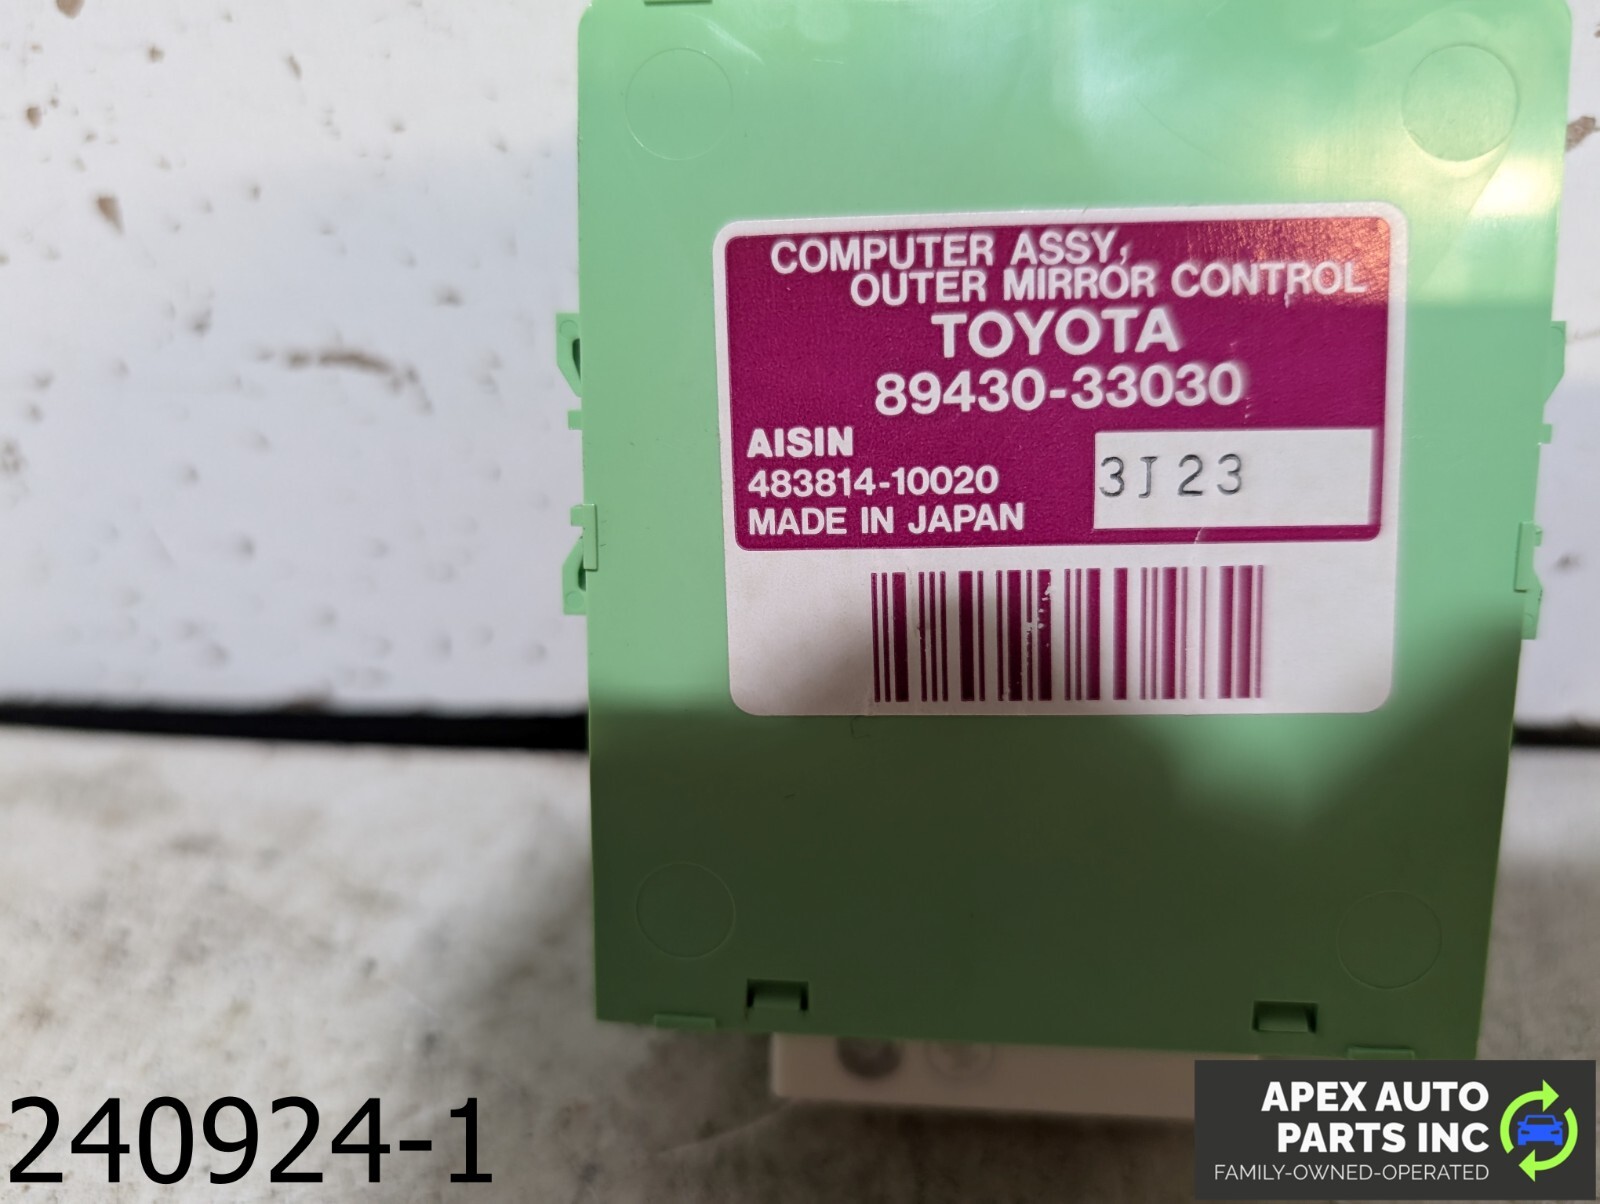 COMPUTER ASSY,
OUTER MIRROR CONTROL
TOYOTA
89430-33030
AISIN
483814-10020
MADE IN JAPAN
3J23
240924-1
APEX AUTO
PARTS INC
FAMILY-OWNED-OPERATED